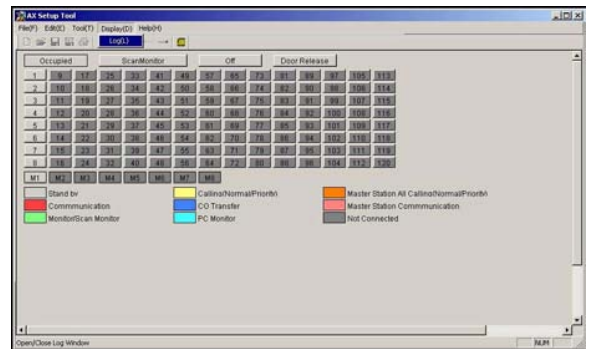 AX Setup Tool
File(F) Edit(E) Tool(T) Display(D) Help(H)
Log(L)
Occupied ScanMonitor Off Door Release
1 9 17 25 33 41 49 57 65 73 81 89 97 105 113
2 10 18 26 34 42 50 58 66 74 82 90 98 106 114
3 11 19 27 35 43 51 59 67 75 83 91 99 107 115
4 12 20 28 36 44 52 60 68 76 84 92 100 108 116
5 13 21 29 37 45 53 61 69 77 85 93 101 109 117
6 14 22 30 38 46 54 62 70 78 86 94 102 110 118
7 15 23 31 39 47 55 63 71 79 87 95 103 111 119
8 16 24 32 40 48 56 64 72 80 88 96 104 112 120
M1 M2 M3 M4 M5 M6 M7 M8
Stand by Calling(Normal/Priority) Master Station All Calling(Normal/Priority)
Commmunication CO Transfer Master Station Commmunication
Monitor/Scan Monitor PC Monitor Not Connected
Open/Close Log Window NUM